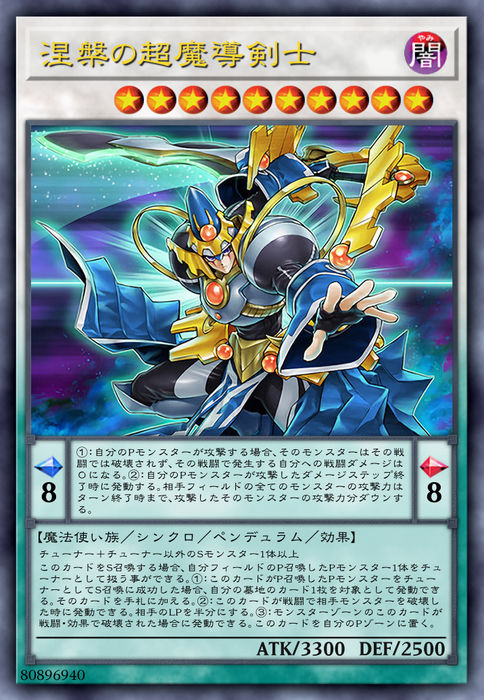 涅槃の超魔導剣士
やみ
闇
①:自分のPモンスターが攻撃する場合、そのモンスターはその戦
闘では破壊されず、その戦闘で発生する自分への戦闘ダメージは
0になる。②:自分のPモンスターが攻撃したダメージステップ終
了時に発動する。相手フィールドの全てのモンスターの攻撃力は
ターン終了時まで、攻撃したそのモンスターの攻撃力分ダウンす
る。
8
8
【魔法使い族／シンクロ／ペンデュラム／効果】
チューナー+チューナー以外のSモンスター1体以上
このカードをS召喚する場合、自分フィールドのP召喚したPモンスター1体をチュ
ーナーとして扱う事ができる。①:このカードがP召喚したPモンスターをチュー
ナーとしてS召喚に成功した場合、自分の墓地のカード1枚を対象として発動でき
る。そのカードを手札に加える。②:このカードが戦闘で相手モンスターを破壊し
た時に発動できる。相手のLPを半分にする。③:モンスターゾーンのこのカードが
戦闘・効果で破壊された場合に発動できる。このカードを自分のPゾーンに置く。
ATK/3300 DEF/2500
80896940